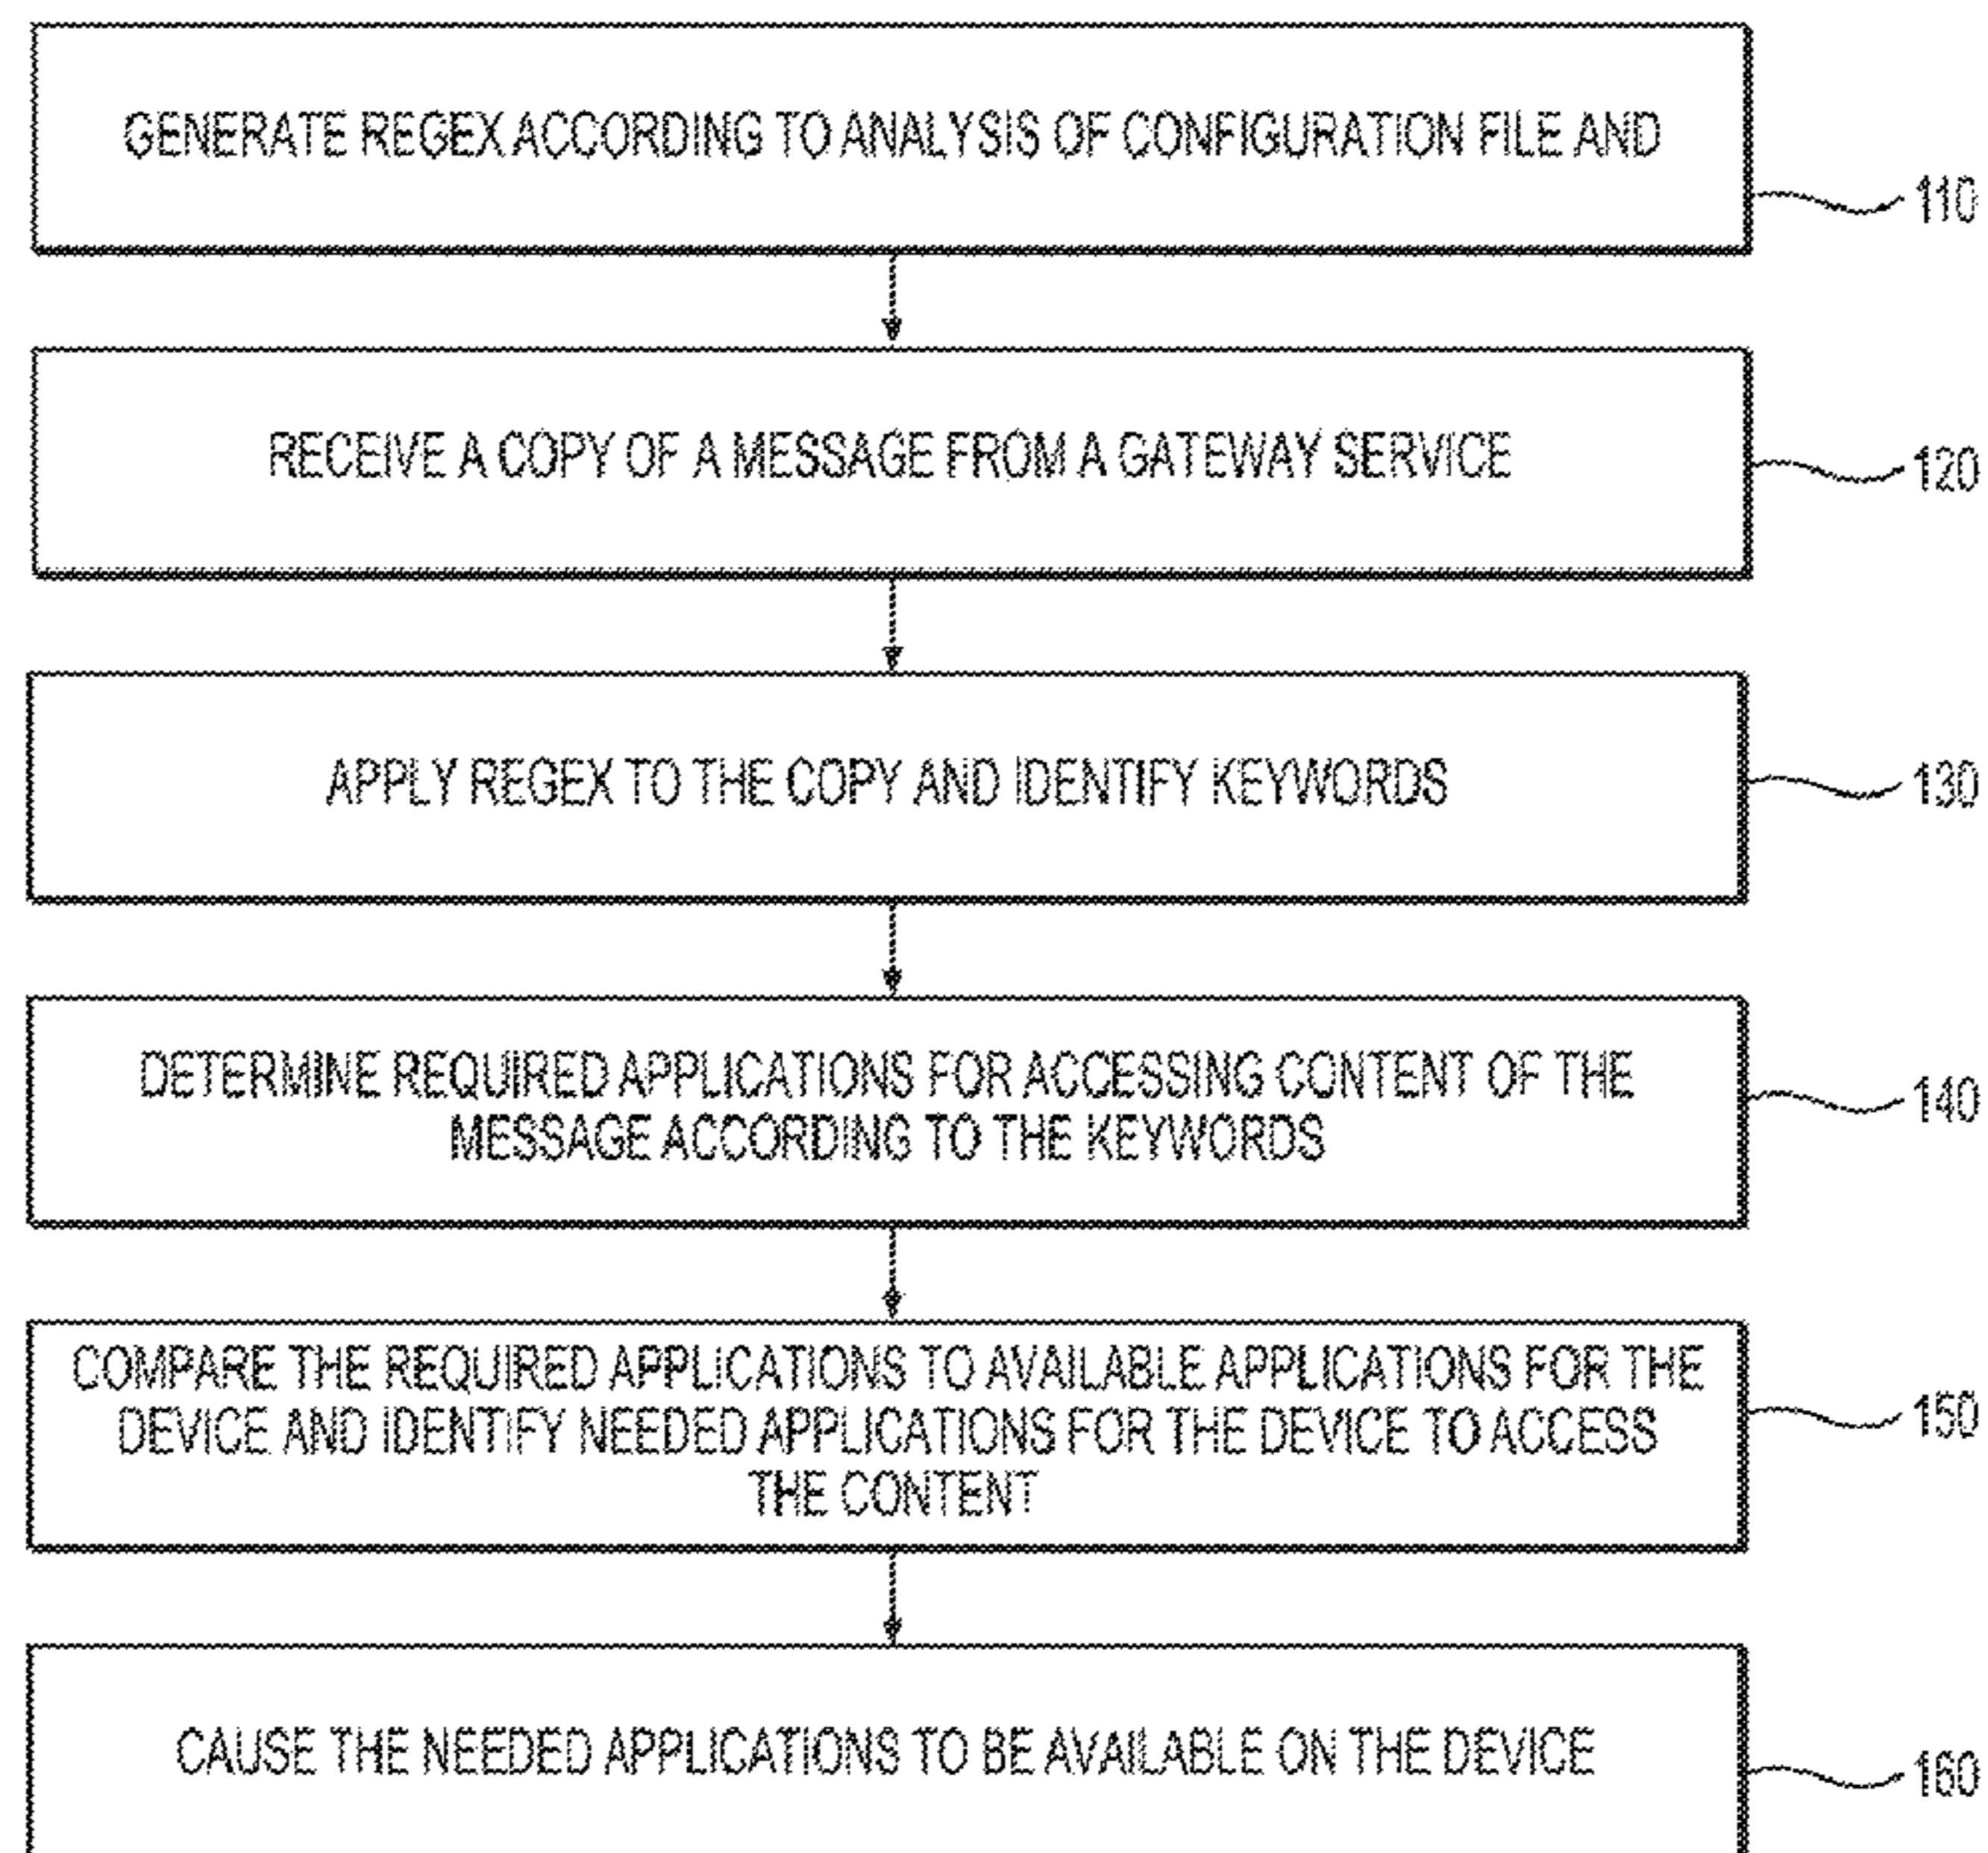 GENERATE REGEX ACCORDING TO ANALYSIS OF CONFIGURATION FILE AND
110
RECEIVE A COPY OF A MESSAGE FROM A GATEWAY SERVICE
120
APPLY REGEX TO THE COPY AND IDENTIFY KEYWORDS
130
DETERMINE REQUIRED APPLICATIONS FOR ACCESSING CONTENT OF THE
MESSAGE ACCORDING TO THE KEYWORDS
140
COMPARE THE REQUIRED APPLICATIONS TO AVAILABLE APPLICATIONS FOR THE
DEVICE AND IDENTIFY NEEDED APPLICATIONS FOR THE DEVICE TO ACCESS
THE CONTENT
150
CAUSE THE NEEDED APPLICATIONS TO BE AVAILABLE ON THE DEVICE
160